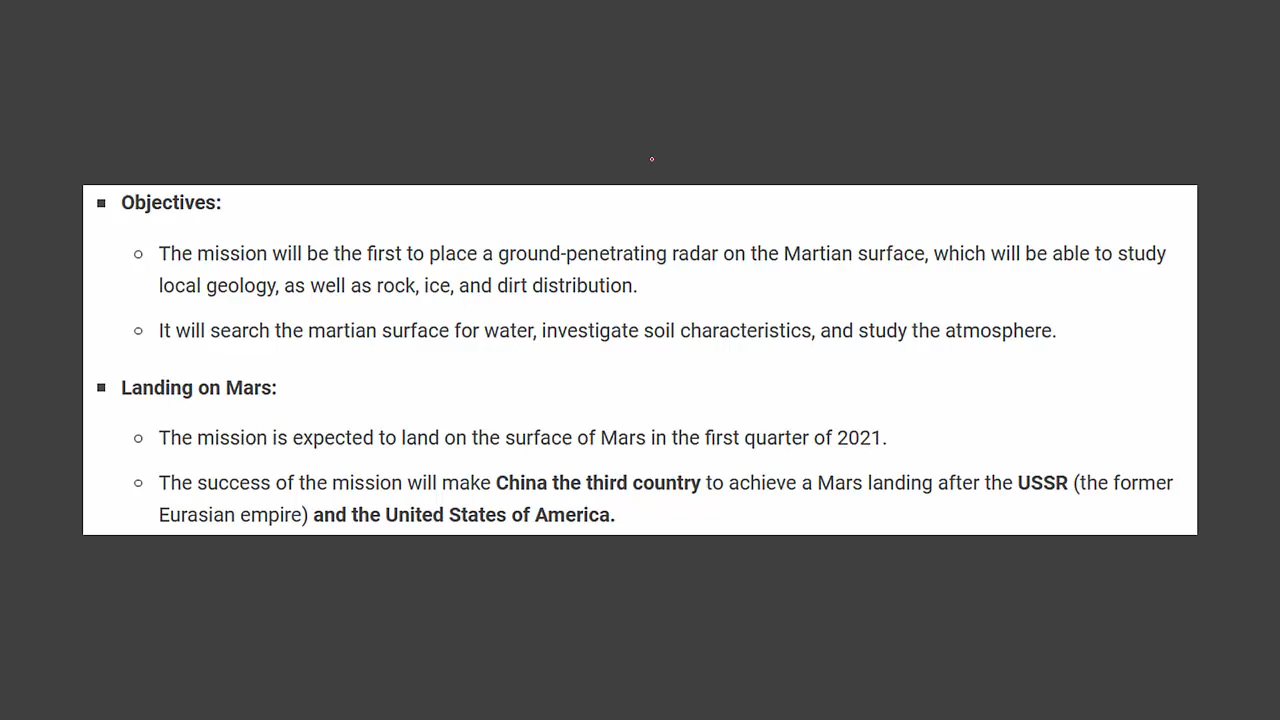 Objectives:
The mission will be the first to place a ground-penetrating radar on the Martian surface, which will be able to study
local geology, as well as rock, ice, and dirt distribution.
It will search the martian surface for water, investigate soil characteristics, and study the atmosphere.
Landing on Mars:
The mission is expected to land on the surface of Mars in the first quarter of 2021.
The success of the mission will make China the third country to achieve a Mars landing after the USSR (the former
Eurasian empire) and the United States of America.